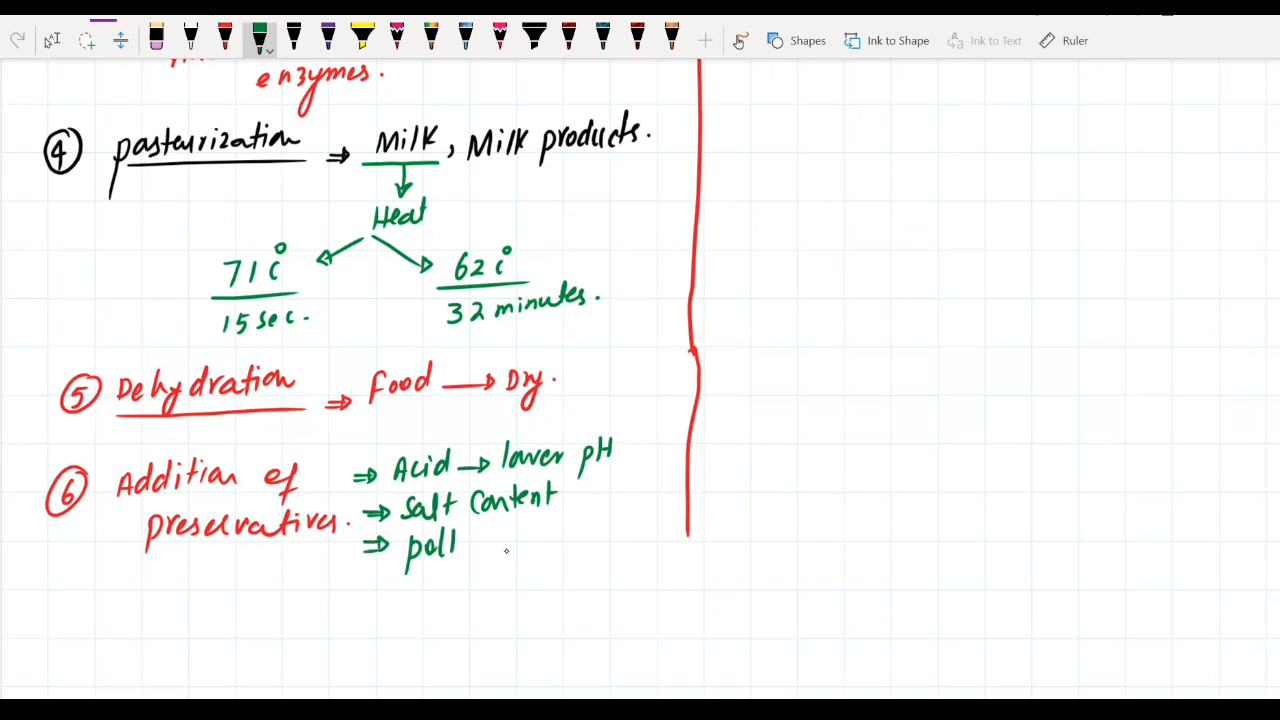 Shapes Ink to Shape Ink to Text Ruler
enzymes.
④ pasteurization ⇒ Milk, Milk products.
Heat
71 c° 62 c°
15 sec. 32 minutes.
⑤ Dehydration ⇒ Food → Dry.
⑥ Addition of ⇒ Acid → lower pH
preservatives. ⇒ Salt Content
⇒ poll